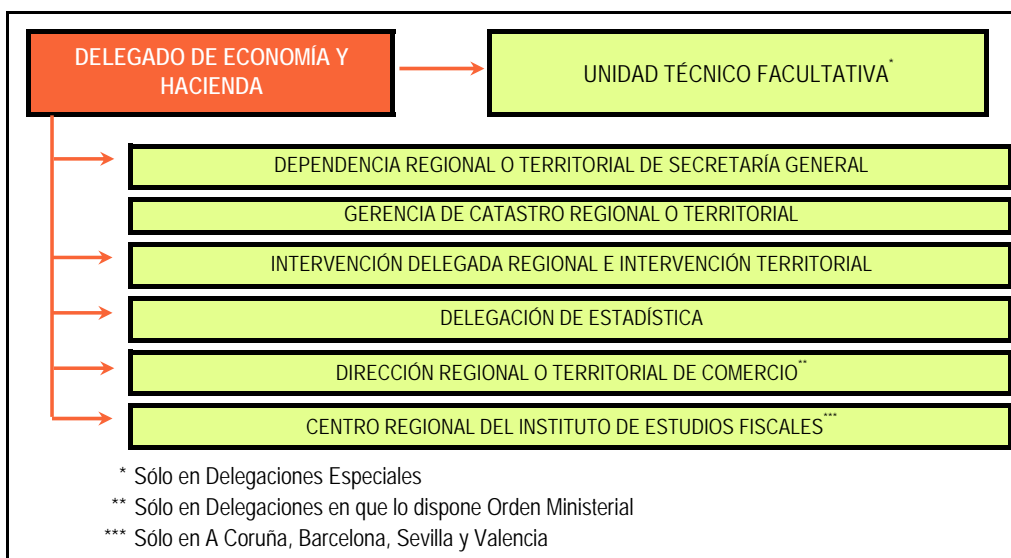 DELEGADO DE ECONOMÍA Y
HACIENDA
UNIDAD TÉCNICO FACULTATIVA*
DEPENDENCIA REGIONAL O TERRITORIAL DE SECRETARÍA GENERAL
GERENCIA DE CATASTRO REGIONAL O TERRITORIAL
INTERVENCIÓN DELEGADA REGIONAL E INTERVENCIÓN TERRITORIAL
DELEGACIÓN DE ESTADÍSTICA
DIRECCIÓN REGIONAL O TERRITORIAL DE COMERCIO**
CENTRO REGIONAL DEL INSTITUTO DE ESTUDIOS FISCALES***
* Sólo en Delegaciones Especiales
** Sólo en Delegaciones en que lo dispone Orden Ministerial
*** Sólo en A Coruña, Barcelona, Sevilla y Valencia